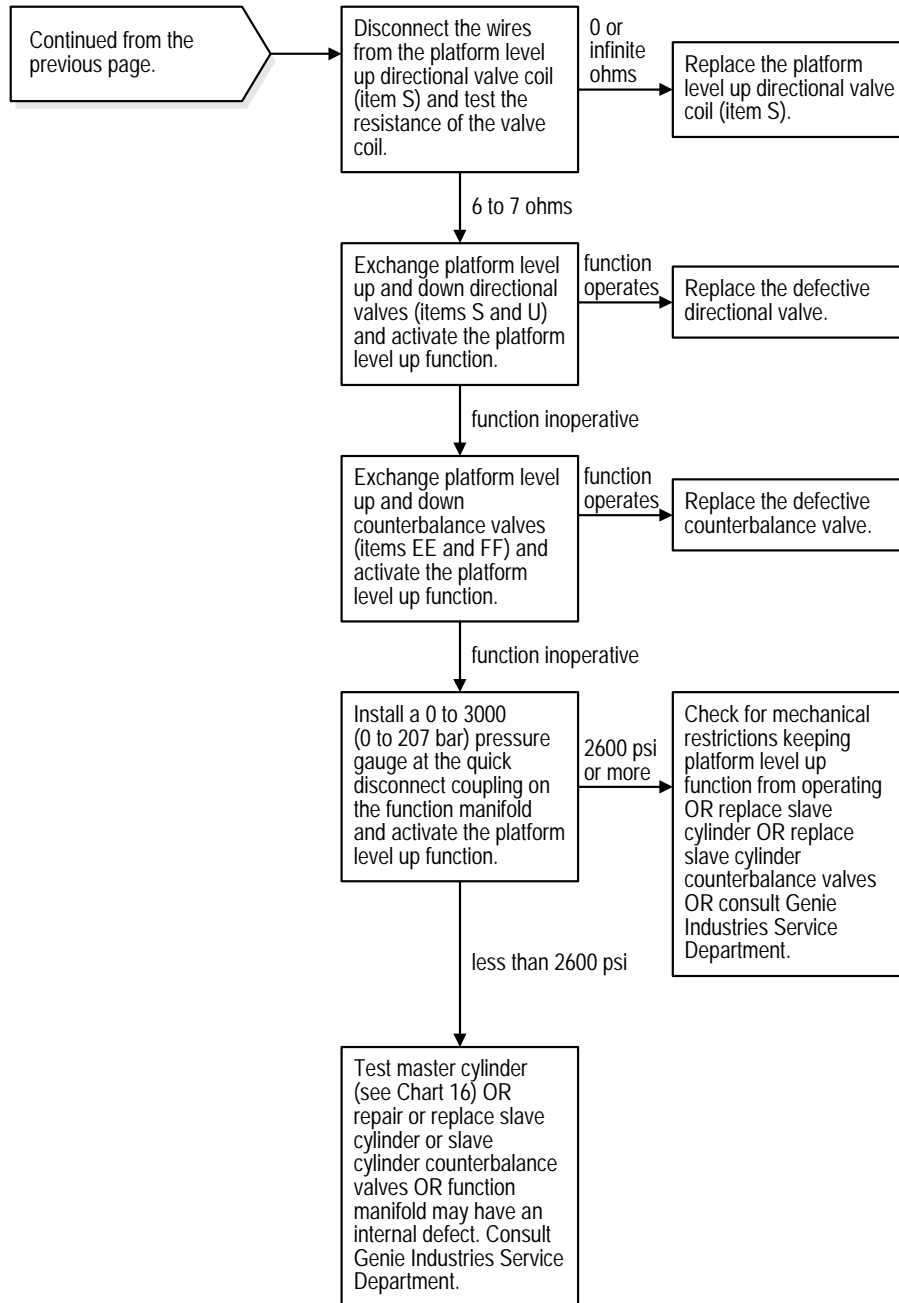 Continued from the
previous page.
Disconnect the wires
from the platform level
up directional valve coil
(item S) and test the
resistance of the valve
coil.
0 or
infinite
ohms
Replace the platform
level up directional valve
coil (item S).
6 to 7 ohms
Exchange platform level
up and down directional
valves (items S and U)
and activate the platform
level up function.
function
operates
Replace the defective
directional valve.
function inoperative
Exchange platform level
up and down
counterbalance valves
(items EE and FF) and
activate the platform
level up function.
function
operates
Replace the defective
counterbalance valve.
function inoperative
Install a 0 to 3000
(0 to 207 bar) pressure
gauge at the quick
disconnect coupling on
the function manifold
and activate the platform
level up function.
2600 psi
or more
Check for mechanical
restrictions keeping
platform level up
function from operating
OR replace slave
cylinder OR replace
slave cylinder
counterbalance valves
OR consult Genie
Industries Service
Department.
less than 2600 psi
Test master cylinder
(see Chart 16) OR
repair or replace slave
cylinder or slave
cylinder counterbalance
valves OR function
manifold may have an
internal defect. Consult
Genie Industries Service
Department.